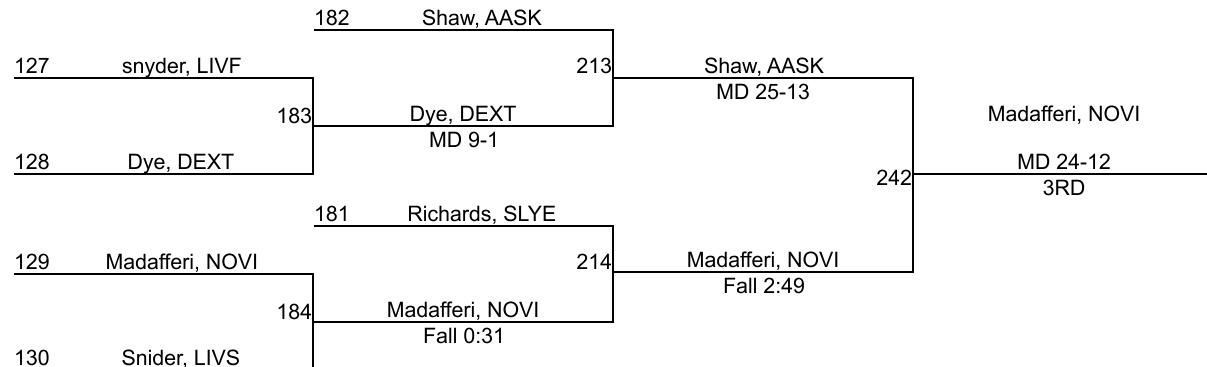 182 Shaw, AASK
127 snyder, LIVF
213 Shaw, AASK
MD 25-13
183 Dye, DEXT
MD 9-1
Madafferi, NOVI
128 Dye, DEXT
MD 24-12
242
3RD
181 Richards, SLYE
129 Madafferi, NOVI
214 Madafferi, NOVI
Fall 2:49
184 Madafferi, NOVI
Fall 0:31
130 Snider, LIVS